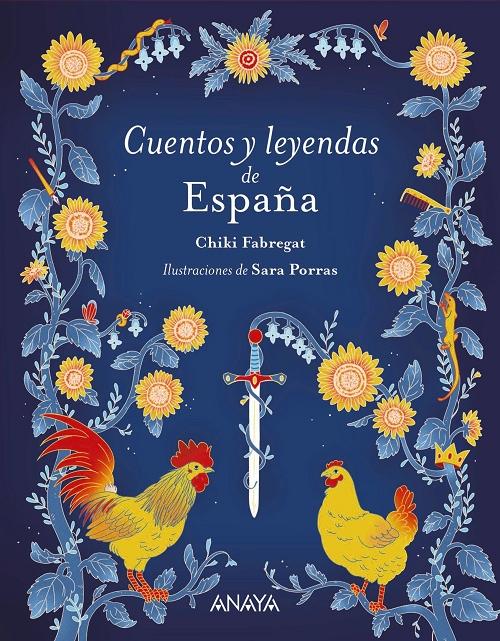 Cuentos y leyendas
de
España
Chiki Fabregat
Ilustraciones de Sara Porras
ANAYA